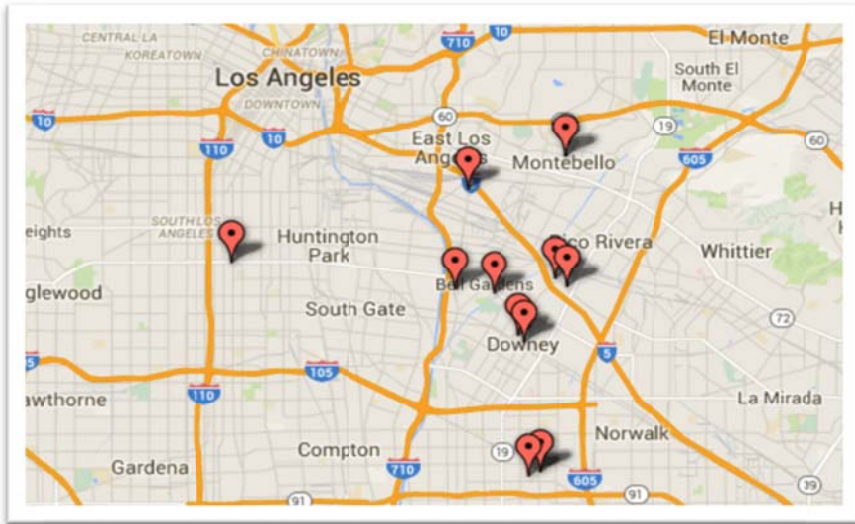 CENTRAL LA
KOREATOWN
CHINATOWN
710
10
El Monte
Los Angeles
DOWNTOWN
South El
Monte
10
110
10
60
East Los
Angeles
Montebello
19
605
60
5
SOUTH LOS
ANGELES
Huntington
Park
Pico Rivera
Whittier
H
eights
Bell Gardens
glewood
South Gate
72
Downey
5
5
105
110
awthorne
La Mirada
Compton
19
Norwalk
Gardena
710
605
91
91
39